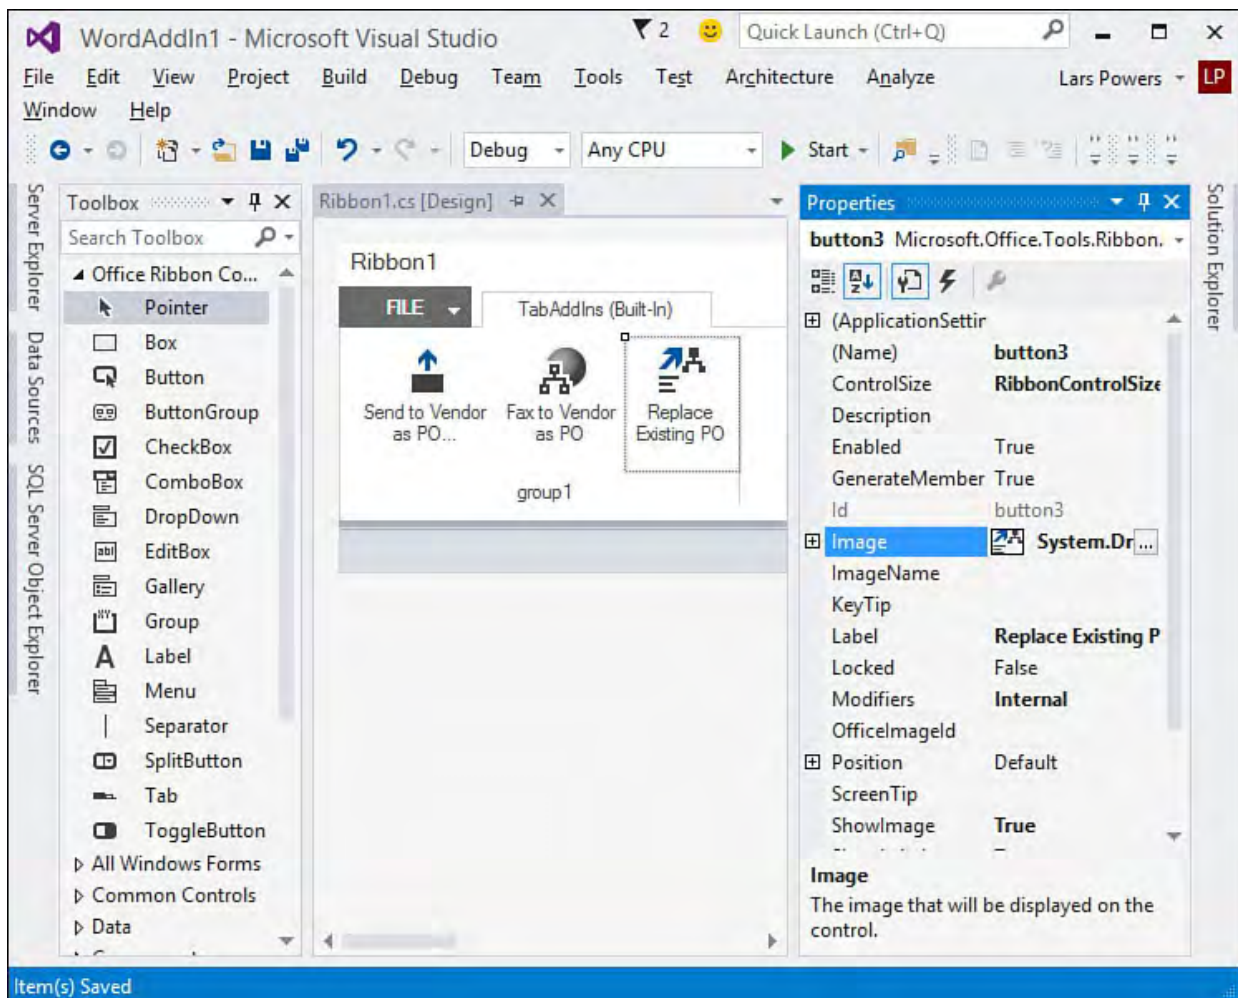 WordAddIn1 - Microsoft Visual Studio
2
Quick Launch (Ctrl+Q)
File Edit View Project Build Debug Team Tools Test Architecture Analyze
Lars Powers
LP
Window Help
Debug
Any CPU
Start
Server Explorer
Data Sources
SQL Server Object Explorer
Toolbox
Search Toolbox
Office Ribbon Co...
Pointer
Box
Button
ButtonGroup
CheckBox
ComboBox
DropDown
EditBox
Gallery
Group
Label
Menu
Separator
SplitButton
Tab
ToggleButton
All Windows Forms
Common Controls
Data
Ribbon1.cs [Design]
Ribbon1
FILE
TabAddIns (Built-In)
Send to Vendor
as PO...
Fax to Vendor
as PO
Replace
Existing PO
group1
Properties
button3 Microsoft.Office.Tools.Ribbon.
(ApplicationSettin
(Name) button3
ControlSize RibbonControlSize
Description
Enabled True
GenerateMember True
Id button3
Image System.Dr...
ImageName
KeyTip
Label Replace Existing P
Locked False
Modifiers Internal
OfficeImageId
Position Default
ScreenTip
ShowImage True
Image
The image that will be displayed on the
control.
Solution Explorer
Item(s) Saved